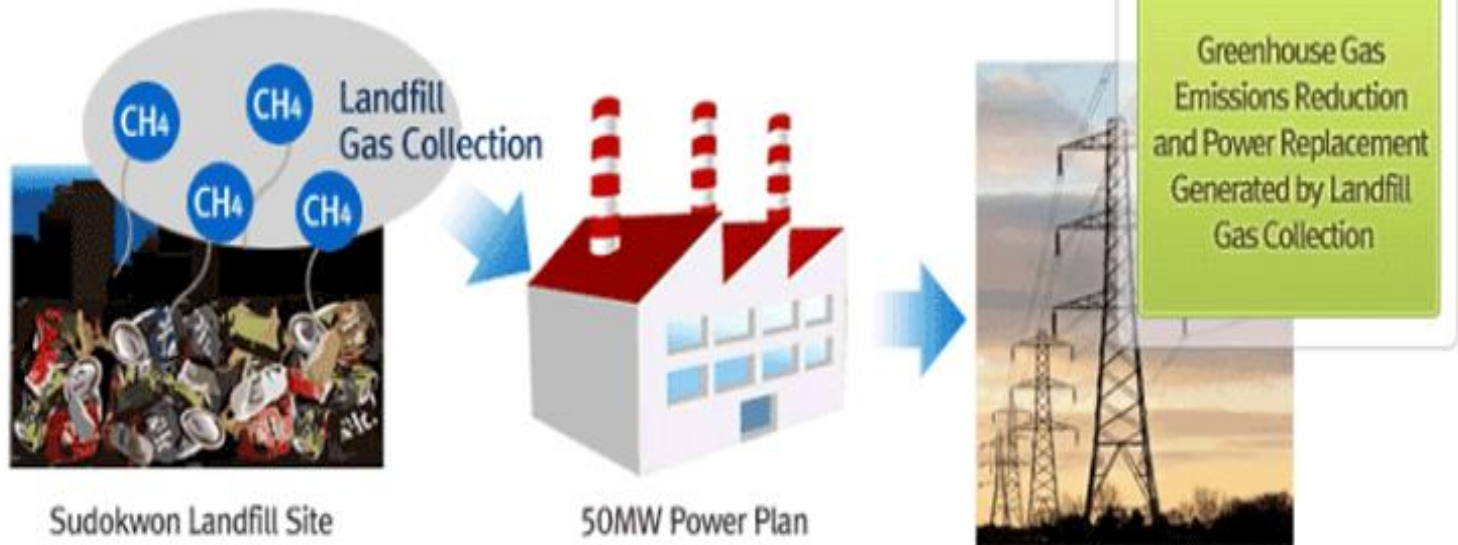 CH4
CH4
CH4
CH4
Landfill
Gas Collection
Sudokwon Landfill Site
50MW Power Plan
Greenhouse Gas
Emissions Reduction
and Power Replacement
Generated by Landfill
Gas Collection